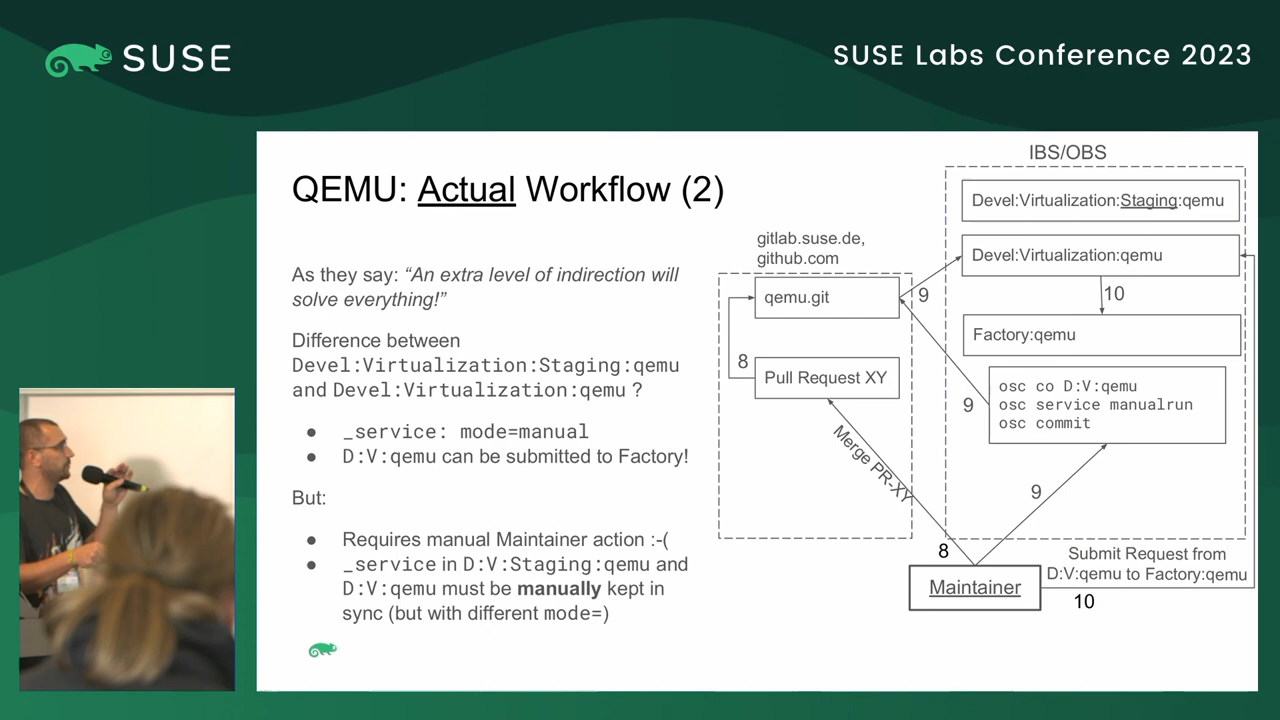 SUSE
SUSE Labs Conference 2023
QEMU: Actual Workflow (2)
As they say: “An extra level of indirection will
solve everything!”
Difference between
Devel:Virtualization:Staging:qemu
and Devel:Virtualization:qemu ?
● _service: mode=manual
● D:V:qemu can be submitted to Factory!
But:
● Requires manual Maintainer action :-(
● _service in D:V:Staging:qemu and
D:V:qemu must be manually kept in
sync (but with different mode=)
gitlab.suse.de,
github.com
qemu.git
8
Pull Request XY
Merge PR-XY
8
IBS/OBS
Devel:Virtualization:Staging:qemu
Devel:Virtualization:qemu
9
10
Factory:qemu
osc co D:V:qemu
osc service manualrun
osc commit
9
9
Maintainer
Submit Request from
D:V:qemu to Factory:qemu
10